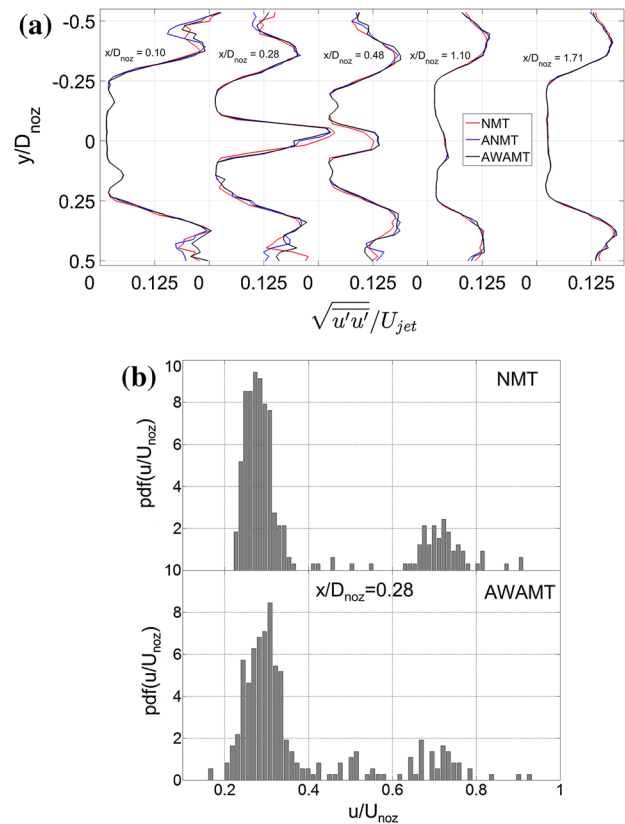 (a)
-0.5
-0.25
0
0.25
0.5
y/D_noz
x/D_noz = 0.10
x/D_noz = 0.28
x/D_noz = 0.48
x/D_noz = 1.10
x/D_noz = 1.71
NMT
ANMT
AWAMT
0 0.125 0 0.125 0 0.125 0 0.125 0 0.125
√u'u'/U_jet
(b)
10
8
6
4
2
pdf(u/U_noz)
NMT
10
8
6
4
2
0
pdf(u/U_noz)
x/D_noz=0.28
AWAMT
0.2 0.4 0.6 0.8 1
u/U_noz